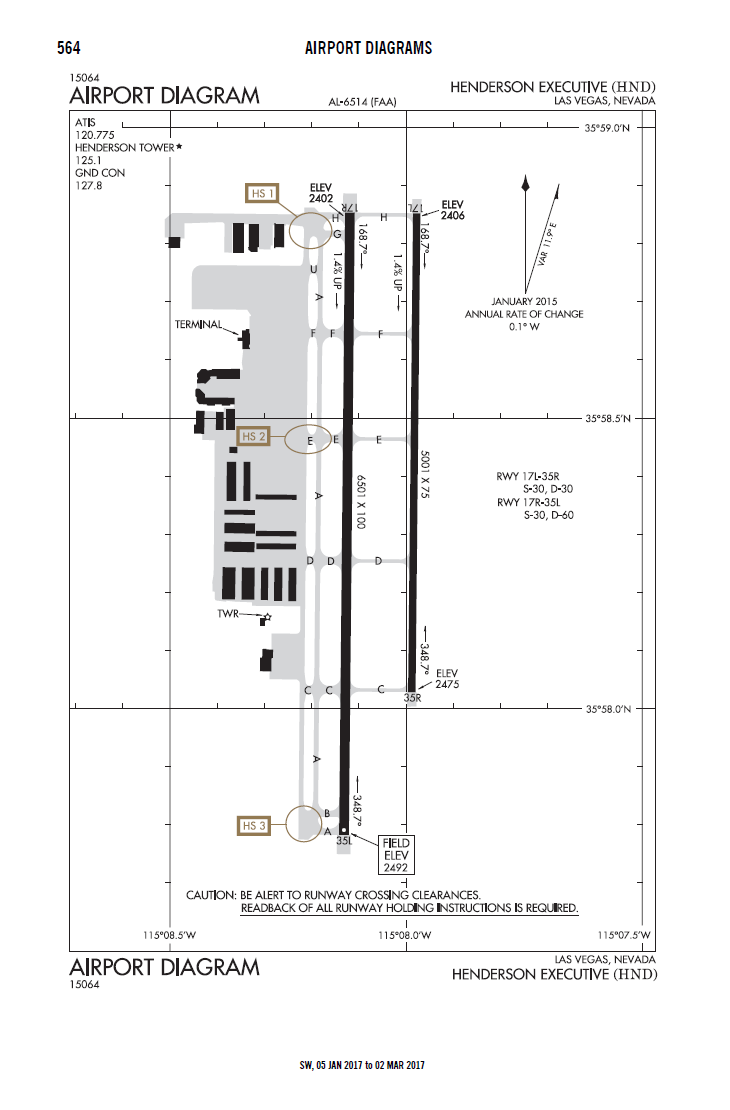 564
AIRPORT DIAGRAMS
15064
AIRPORT DIAGRAM
AL-6514 (FAA)
HENDERSON EXECUTIVE (HND)
LAS VEGAS, NEVADA
ATIS
120.775
HENDERSON TOWER★
125.1
GND CON
127.8
35°59.0'N
HS 1
ELEV
2402
17R
17L
ELEV
2406
H
H
G
168.7°
168.7°
1.4% UP
1.4% UP
VAR 11.9° E
JANUARY 2015
ANNUAL RATE OF CHANGE
0.1° W
U
A
TERMINAL
F
F
F
35°58.5'N
HS 2
E
E
E
A
6501 X 100
5001 X 75
RWY 17L-35R
S-30, D-30
RWY 17R-35L
S-30, D-60
D
D
D
TWR
348.7°
ELEV
2475
C
C
C
35R
35°58.0'N
A
348.7°
HS 3
B
A
35L
FIELD
ELEV
2492
CAUTION: BE ALERT TO RUNWAY CROSSING CLEARANCES.
READBACK OF ALL RUNWAY HOLDING INSTRUCTIONS IS REQUIRED.
115°08.5'W
115°08.0'W
115°07.5'W
AIRPORT DIAGRAM
15064
LAS VEGAS, NEVADA
HENDERSON EXECUTIVE (HND)
SW, 05 JAN 2017 to 02 MAR 2017